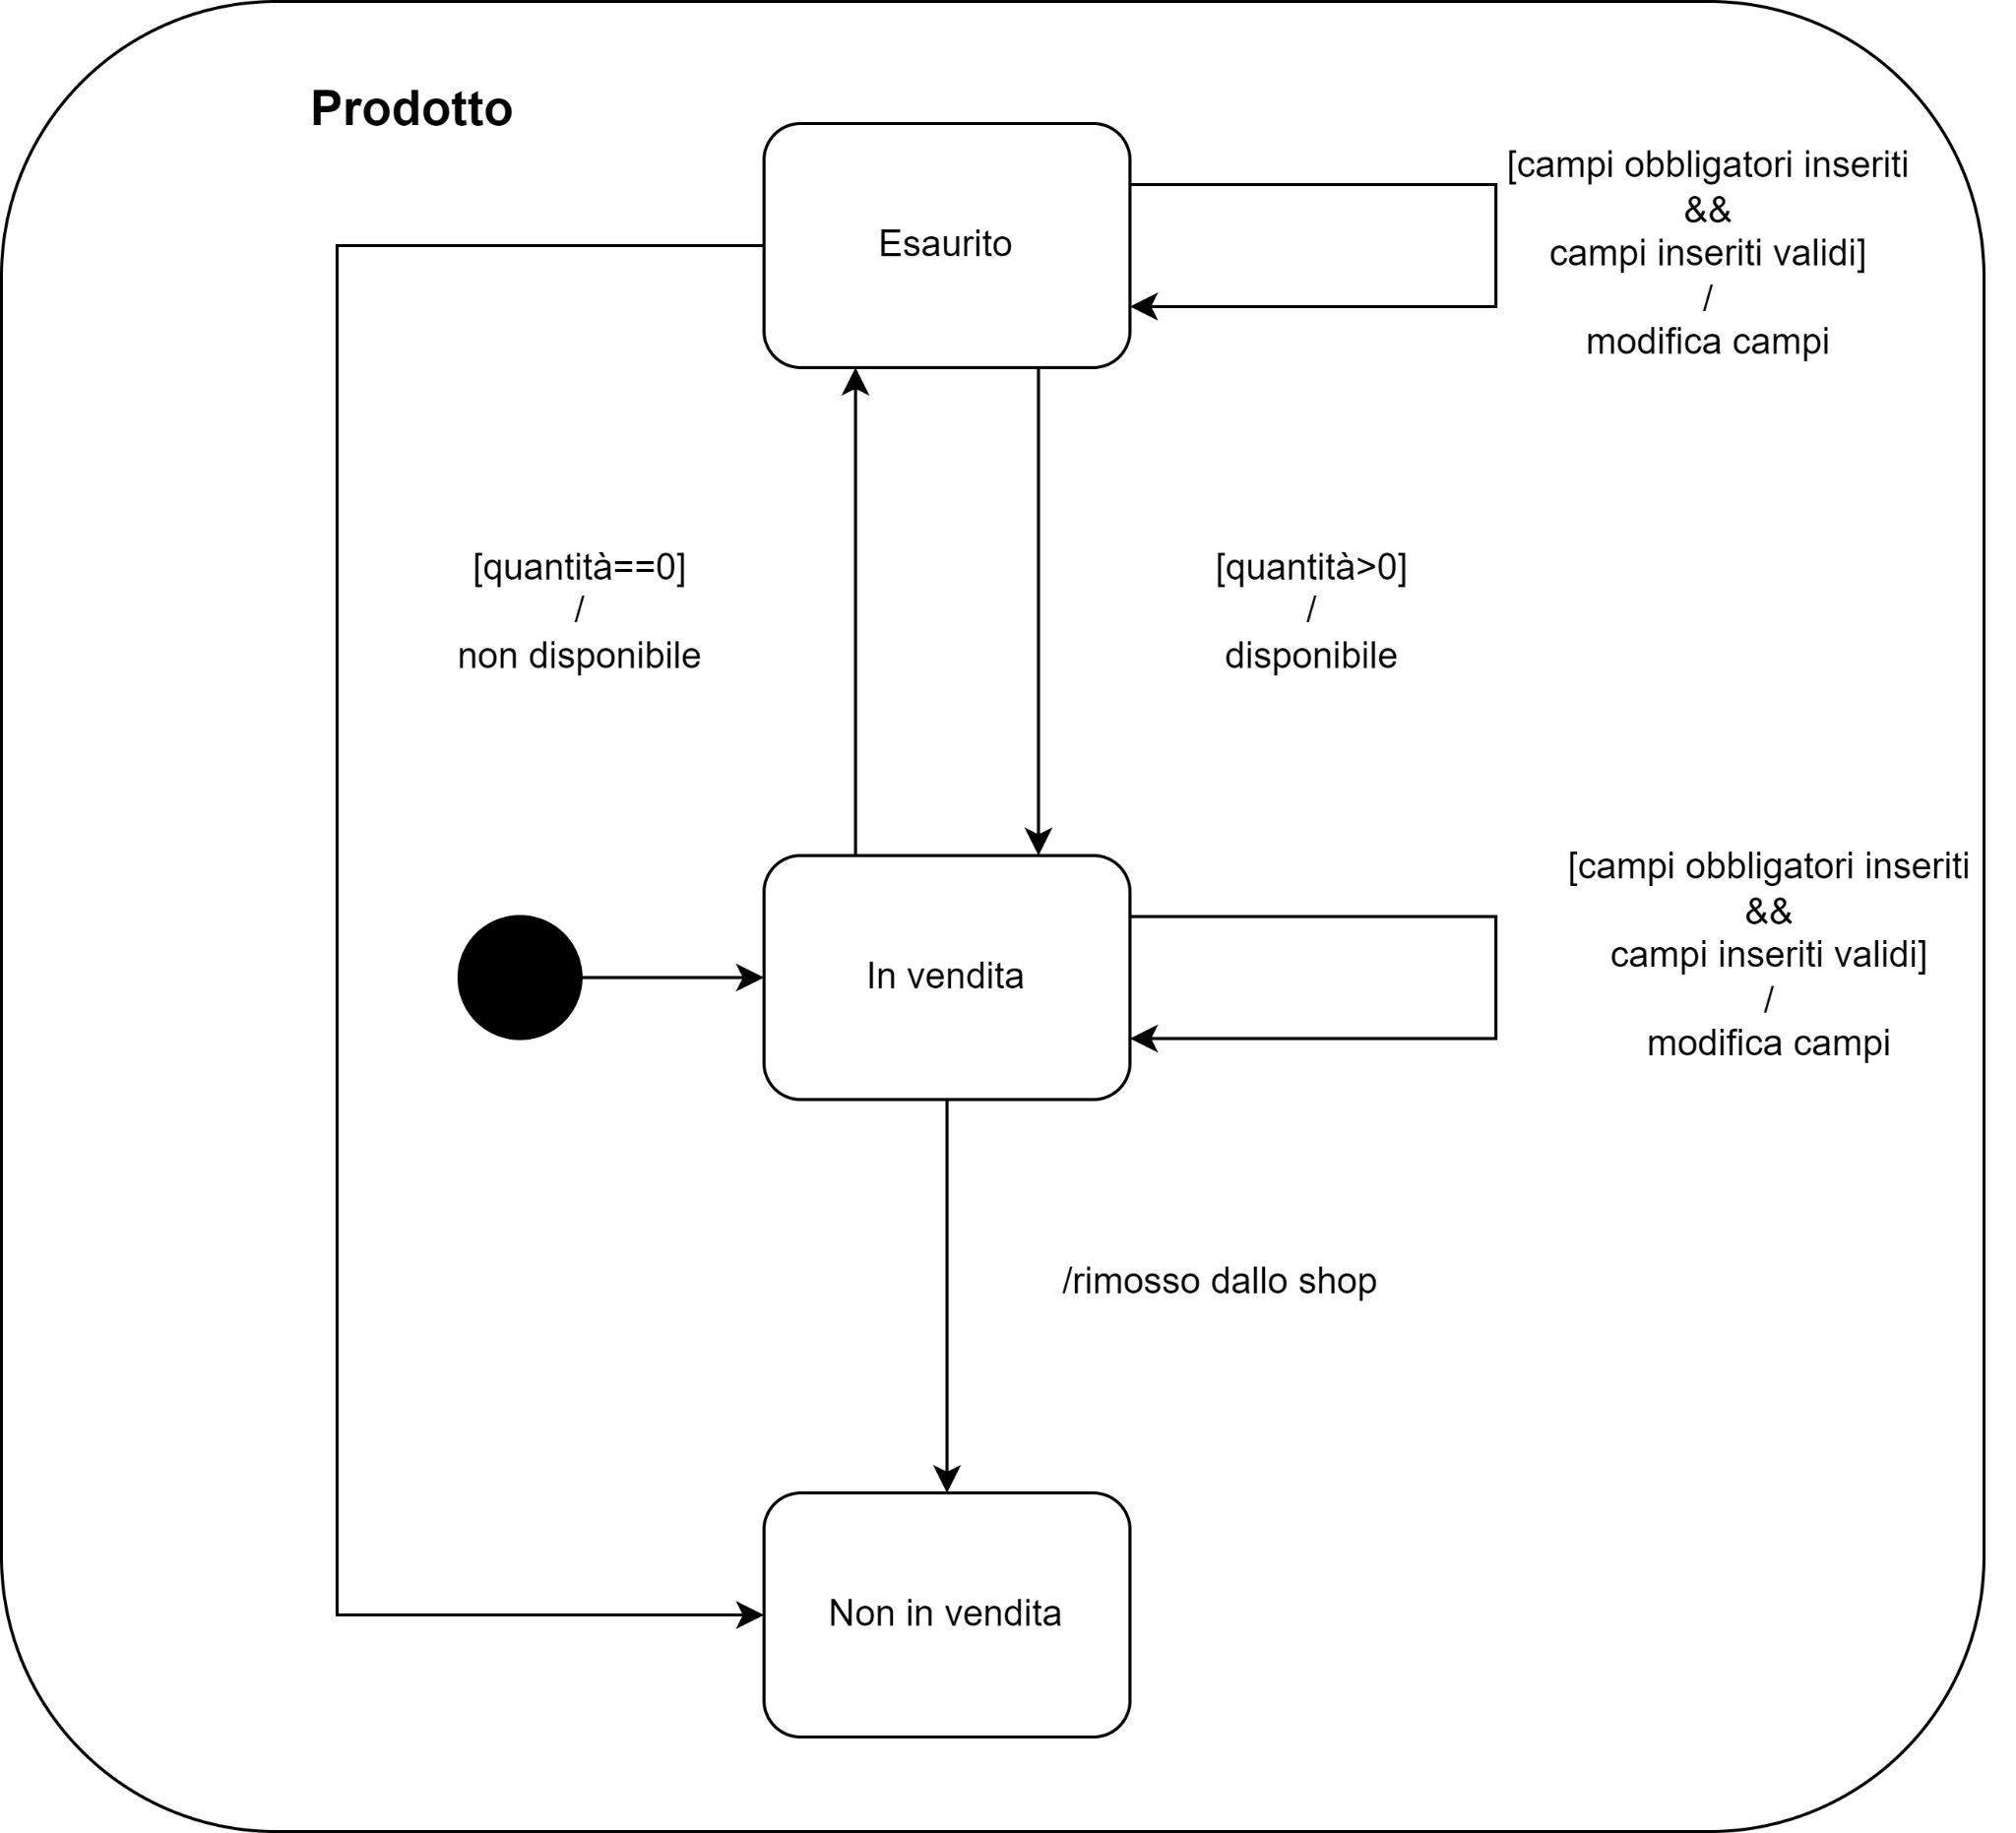 Prodotto
Esaurito
[campi obbligatori inseriti
&&
campi inseriti validi]
/
modifica campi
[quantità==0]
/
non disponibile
[quantità>0]
/
disponibile
In vendita
[campi obbligatori inseriti
&&
campi inseriti validi]
/
modifica campi
/rimosso dallo shop
Non in vendita